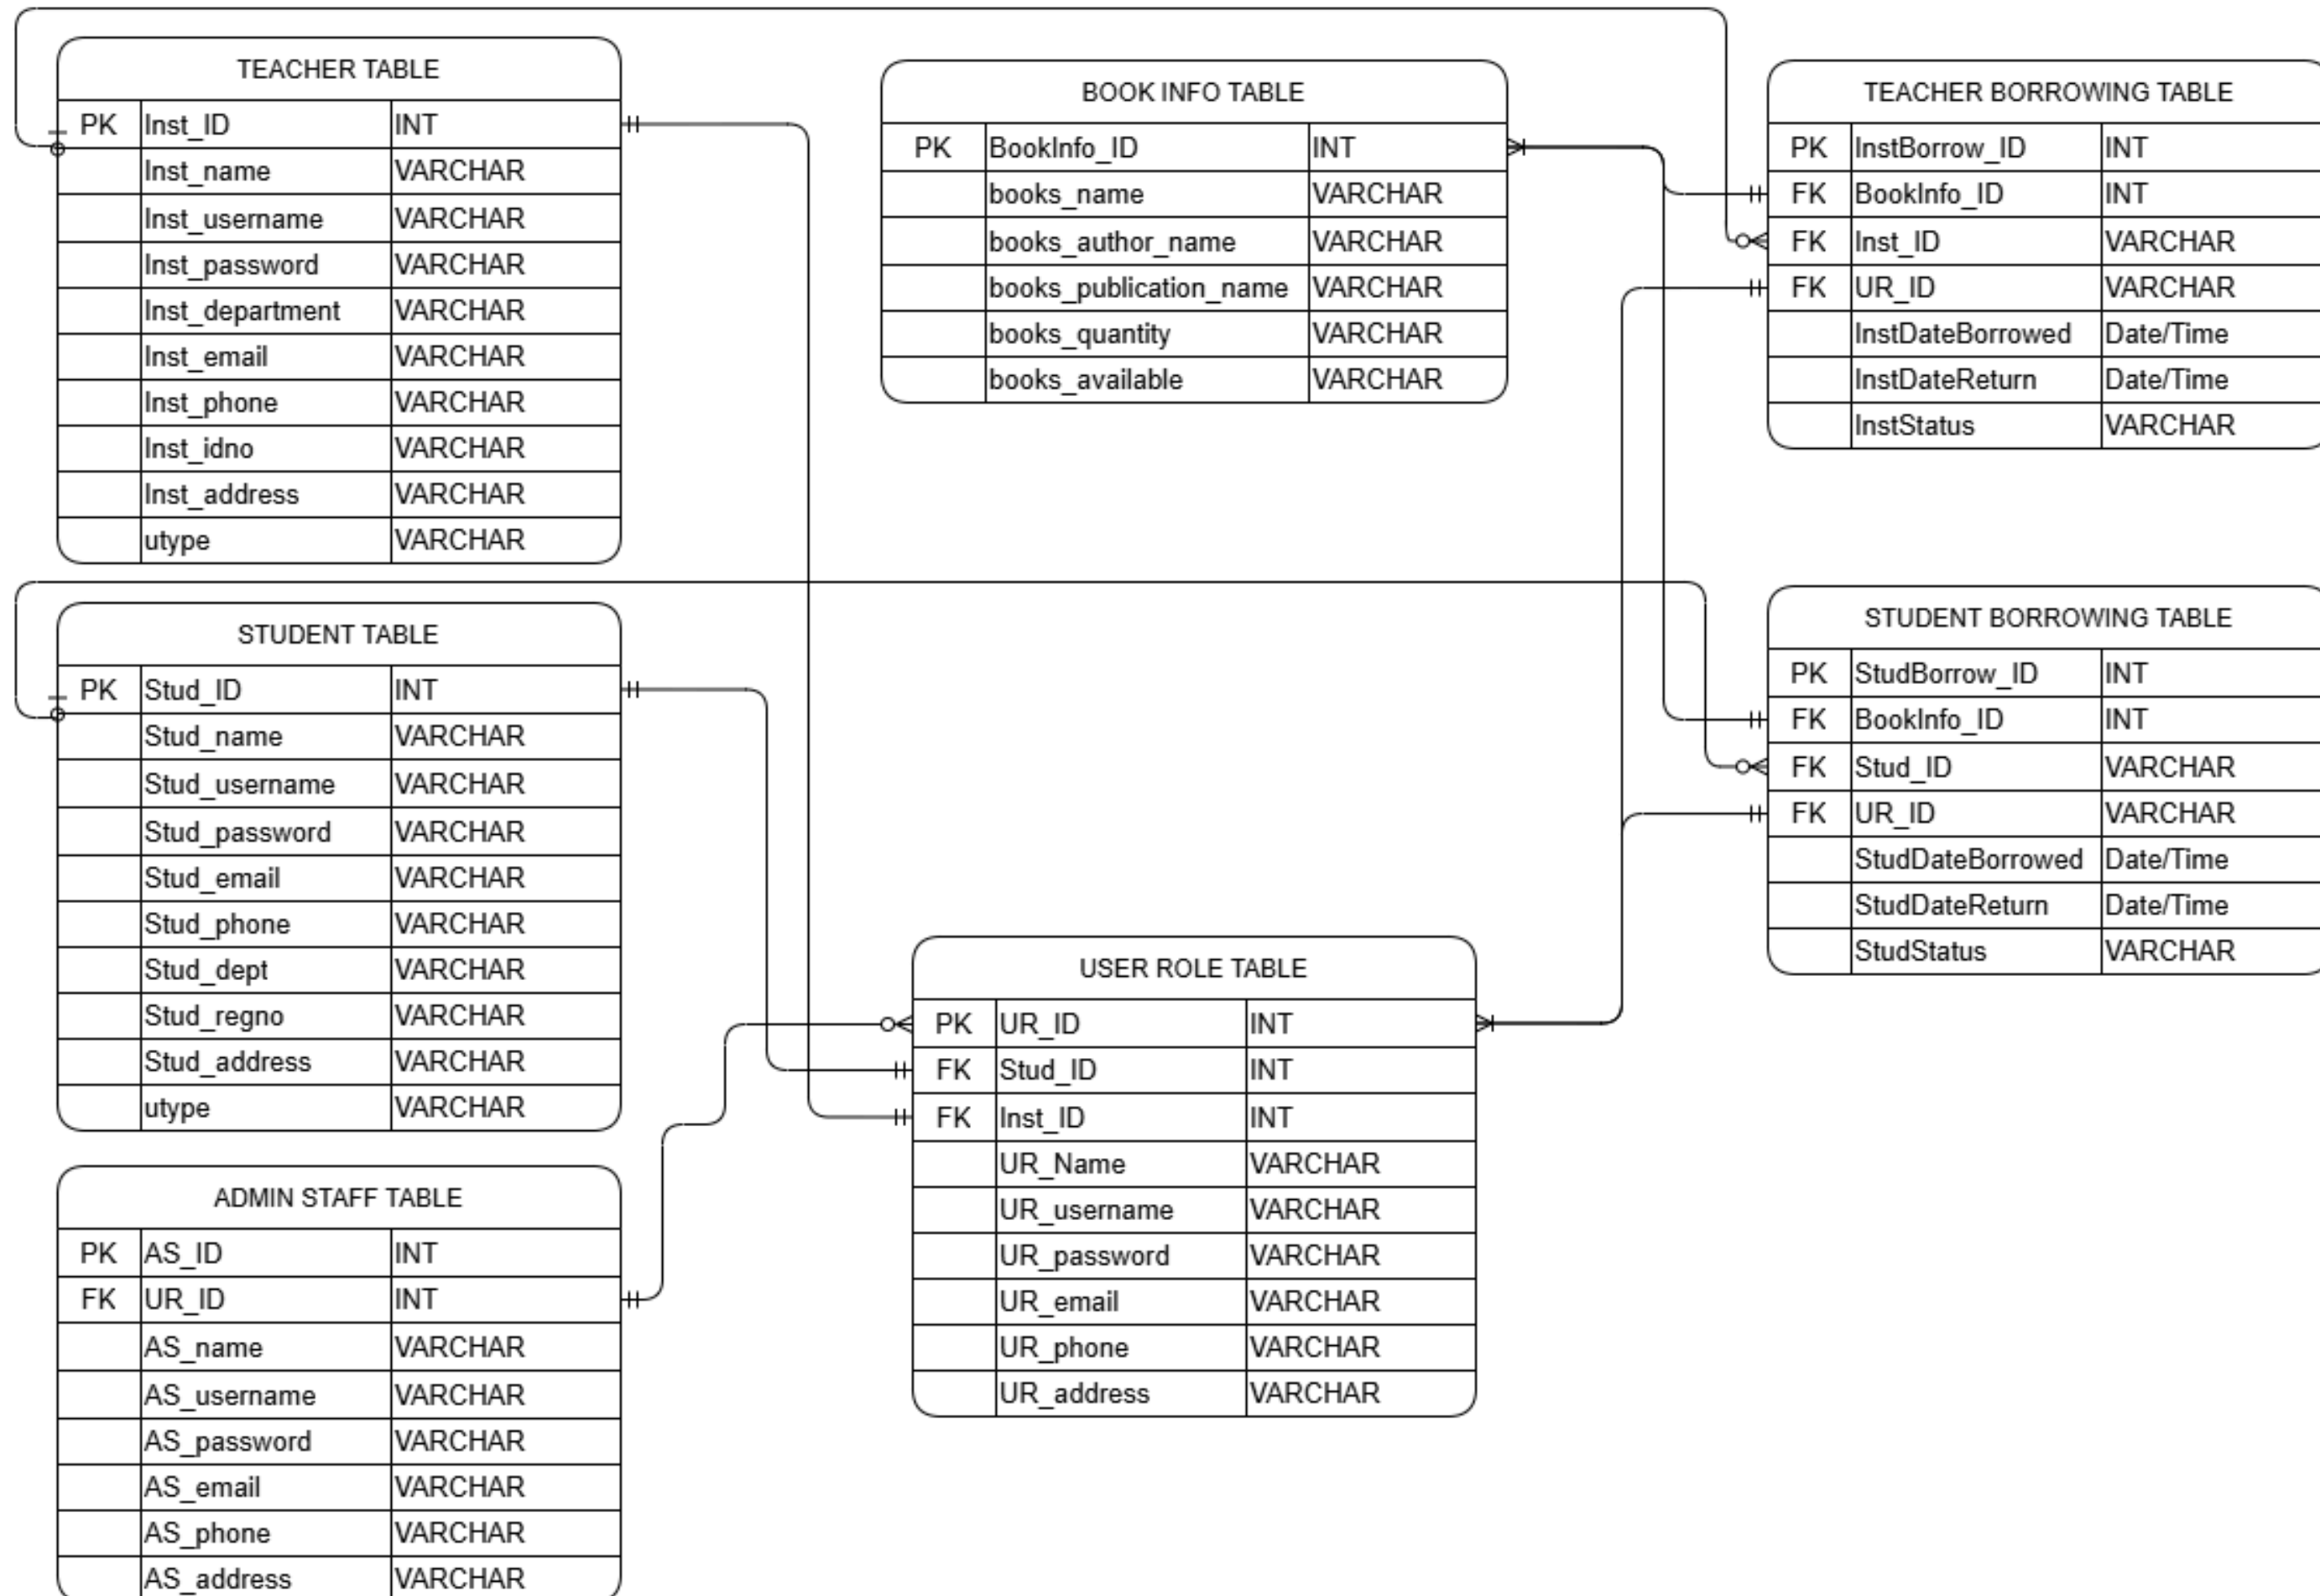 TEACHER TABLE
PK Inst_ID INT
Inst_name VARCHAR
Inst_username VARCHAR
Inst_password VARCHAR
Inst_department VARCHAR
Inst_email VARCHAR
Inst_phone VARCHAR
Inst_idno VARCHAR
Inst_address VARCHAR
utype VARCHAR
BOOK INFO TABLE
PK BookInfo_ID INT
books_name VARCHAR
books_author_name VARCHAR
books_publication_name VARCHAR
books_quantity VARCHAR
books_available VARCHAR
TEACHER BORROWING TABLE
PK InstBorrow_ID INT
FK BookInfo_ID INT
FK Inst_ID VARCHAR
FK UR_ID VARCHAR
InstDateBorrowed Date/Time
InstDateReturn Date/Time
InstStatus VARCHAR
STUDENT TABLE
PK Stud_ID INT
Stud_name VARCHAR
Stud_username VARCHAR
Stud_password VARCHAR
Stud_email VARCHAR
Stud_phone VARCHAR
Stud_dept VARCHAR
Stud_regno VARCHAR
Stud_address VARCHAR
utype VARCHAR
STUDENT BORROWING TABLE
PK StudBorrow_ID INT
FK BookInfo_ID INT
FK Stud_ID VARCHAR
FK UR_ID VARCHAR
StudDateBorrowed Date/Time
StudDateReturn Date/Time
StudStatus VARCHAR
USER ROLE TABLE
PK UR_ID INT
FK Stud_ID INT
FK Inst_ID INT
UR_Name VARCHAR
UR_username VARCHAR
UR_password VARCHAR
UR_email VARCHAR
UR_phone VARCHAR
UR_address VARCHAR
ADMIN STAFF TABLE
PK AS_ID INT
FK UR_ID INT
AS_name VARCHAR
AS_username VARCHAR
AS_password VARCHAR
AS_email VARCHAR
AS_phone VARCHAR
AS_address VARCHAR